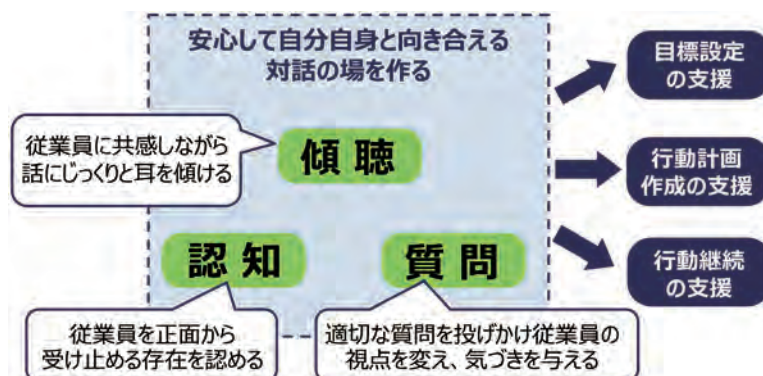 安心して自分自身と向き合える
対話の場を作る
従業員に共感しながら
話にじっくりと耳を傾ける
傾聴
認知
質問
従業員を正面から
受け止める存在を認める
適切な質問を投げかけ従業員の
視点を変え、気づきを与える
目標設定
の支援
行動計画
作成の支援
行動継続
の支援